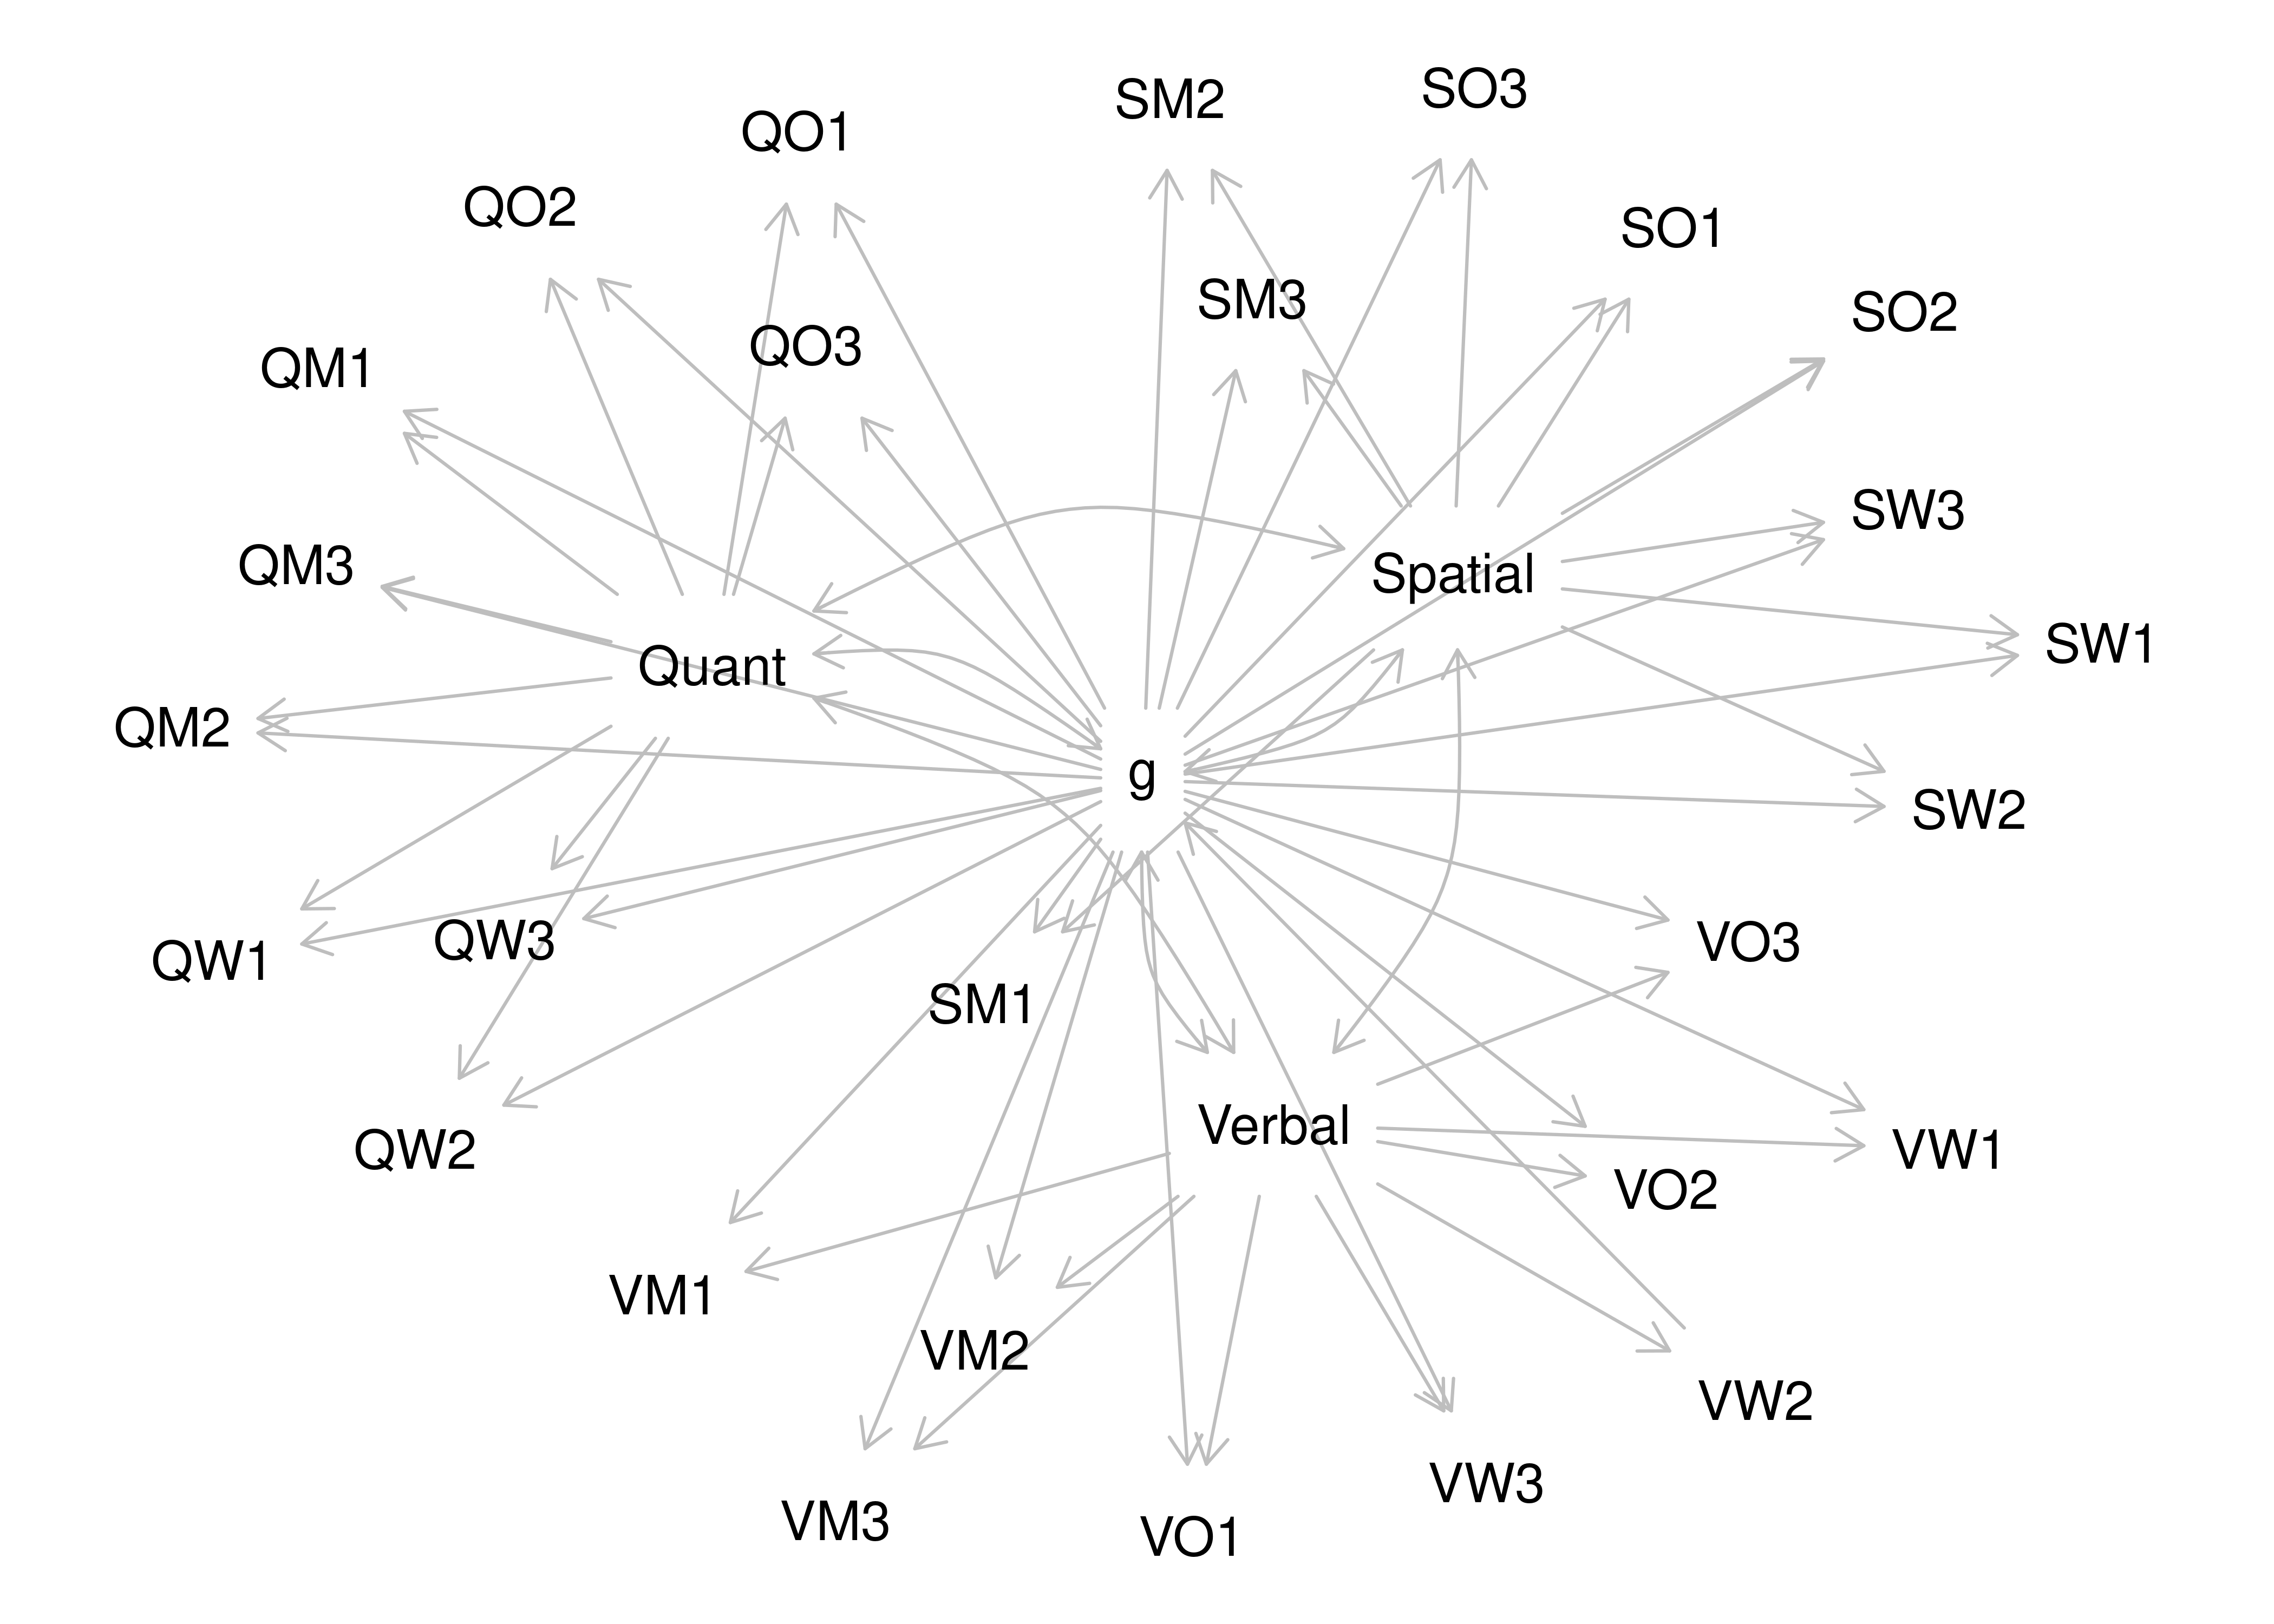 SO3
SM2
QO1
QO2
SO1
SM3
SO2
QO3
QM1
SW3
QM3
Spatial
SW1
Quant
QM2
g
SW2
QW3
VO3
QW1
SM1
Verbal
QW2
VW1
VO2
VM1
VM2
VW2
VW3
VM3
VO1